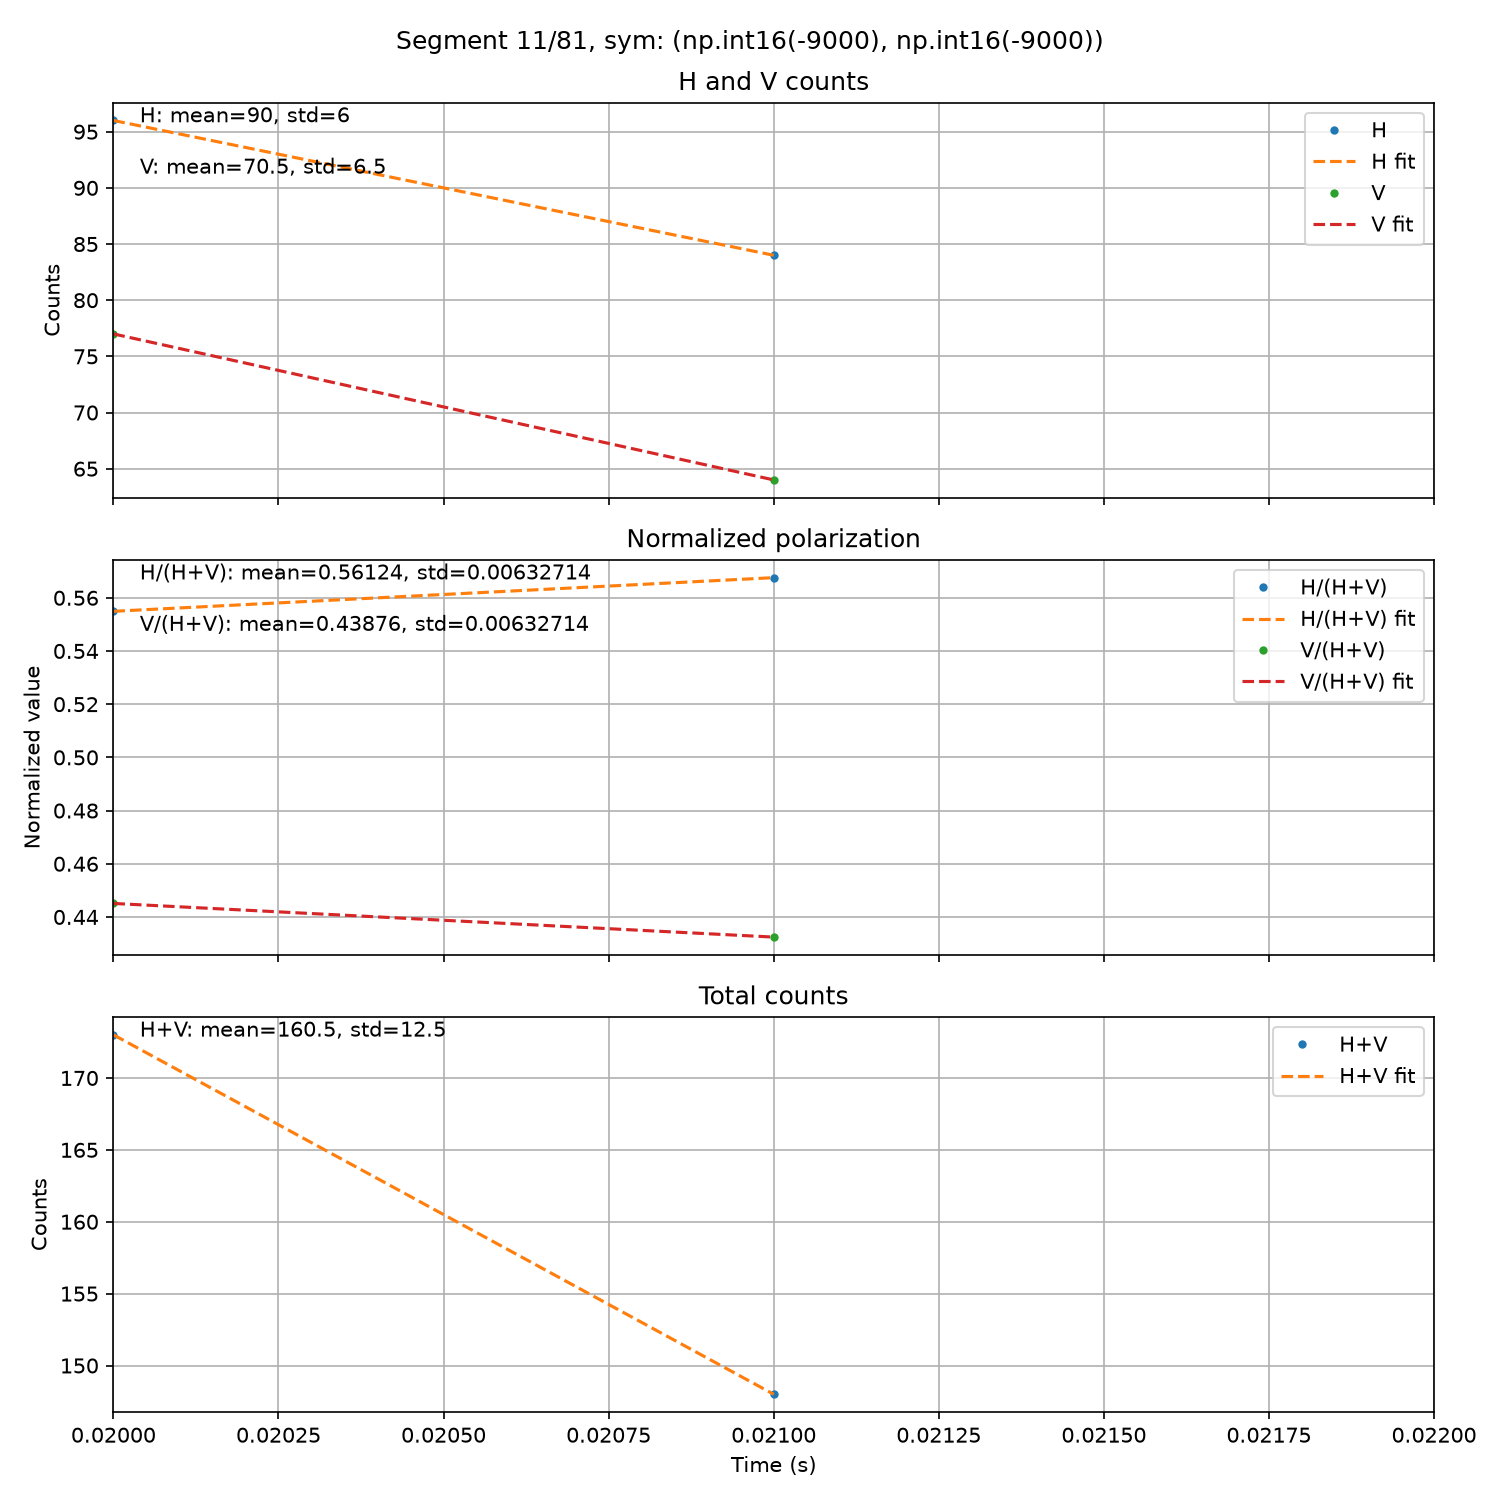 Segment 11/81, sym: (np.int16(-9000), np.int16(-9000))
H and V counts
H: mean=90, std=6
V: mean=70.5, std=6.5
95
90
85
80
75
70
65
Counts
H
H fit
V
V fit
Normalized polarization
H/(H+V): mean=0.56124, std=0.00632714
V/(H+V): mean=0.43876, std=0.00632714
0.56
0.54
0.52
0.50
0.48
0.46
0.44
Normalized value
H/(H+V)
H/(H+V) fit
V/(H+V)
V/(H+V) fit
Total counts
H+V: mean=160.5, std=12.5
170
165
160
155
150
Counts
H+V
H+V fit
0.02000 0.02025 0.02050 0.02075 0.02100 0.02125 0.02150 0.02175 0.02200
Time (s)